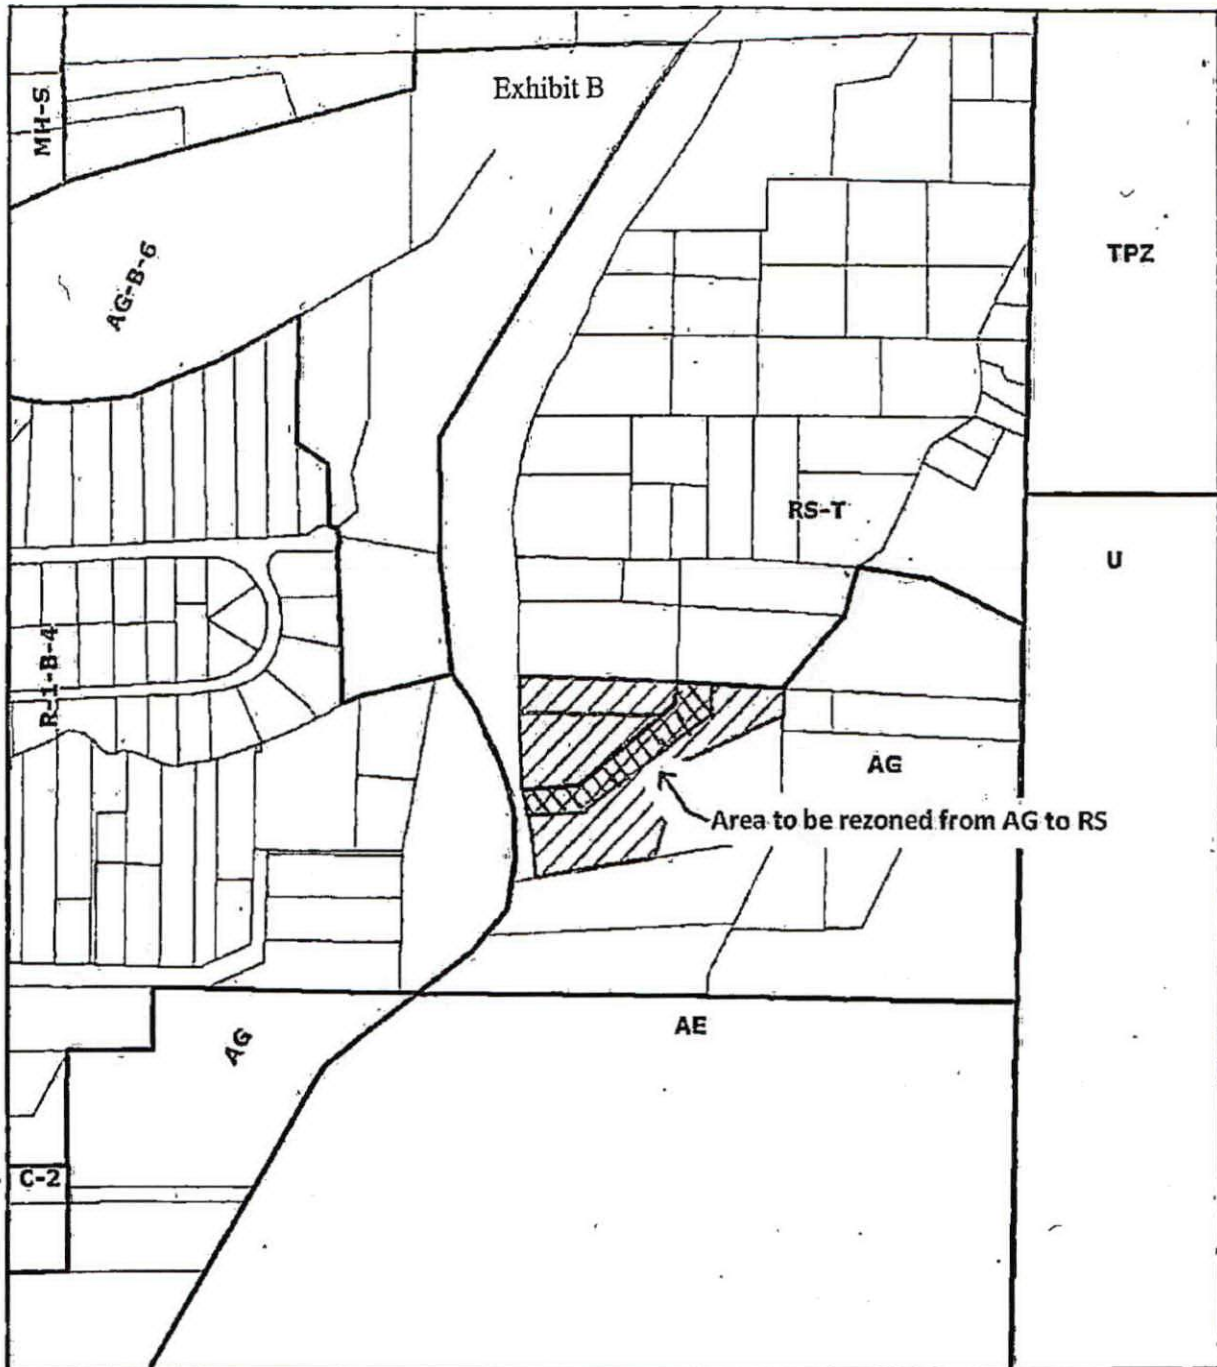 Exhibit B
MH-S
AG-B-6
TPZ
RS-T
U
R-1-B-4
AG
Area to be rezoned from AG to RS
AG
AE
C-2